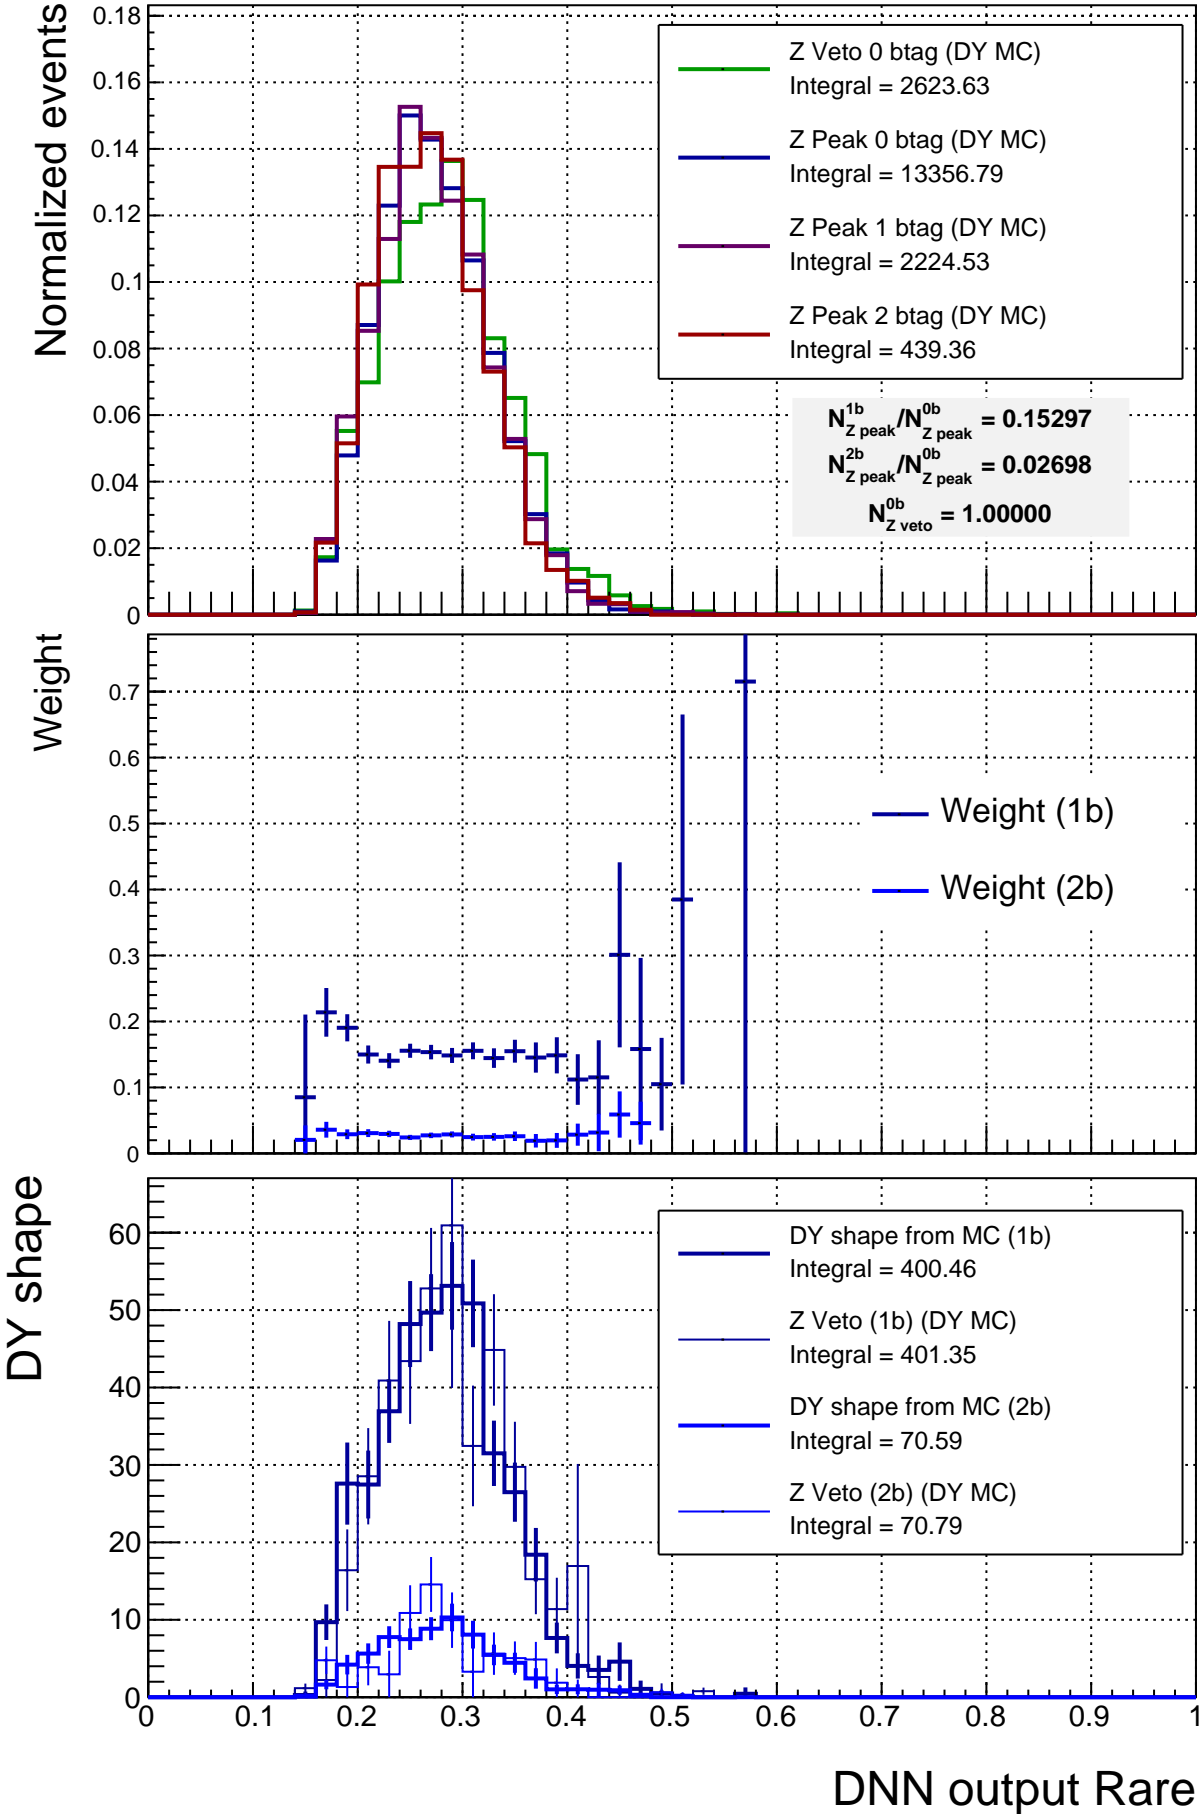 Normalized events
0.18
0.16
0.14
0.12
0.1
0.08
0.06
0.04
0.02
0
Z Veto 0 btag (DY MC)
Integral = 2623.63
Z Peak 0 btag (DY MC)
Integral = 13356.79
Z Peak 1 btag (DY MC)
Integral = 2224.53
Z Peak 2 btag (DY MC)
Integral = 439.36
N^{1b}_{Z peak}/N^{0b}_{Z peak} = 0.15297
N^{2b}_{Z peak}/N^{0b}_{Z peak} = 0.02698
N^{0b}_{Z veto} = 1.00000
Weight
0.7
0.6
0.5
0.4
0.3
0.2
0.1
0
Weight (1b)
Weight (2b)
DY shape
60
50
40
30
20
10
0
DY shape from MC (1b)
Integral = 400.46
Z Veto (1b) (DY MC)
Integral = 401.35
DY shape from MC (2b)
Integral = 70.59
Z Veto (2b) (DY MC)
Integral = 70.79
0 0.1 0.2 0.3 0.4 0.5 0.6 0.7 0.8 0.9 1
DNN output Rare